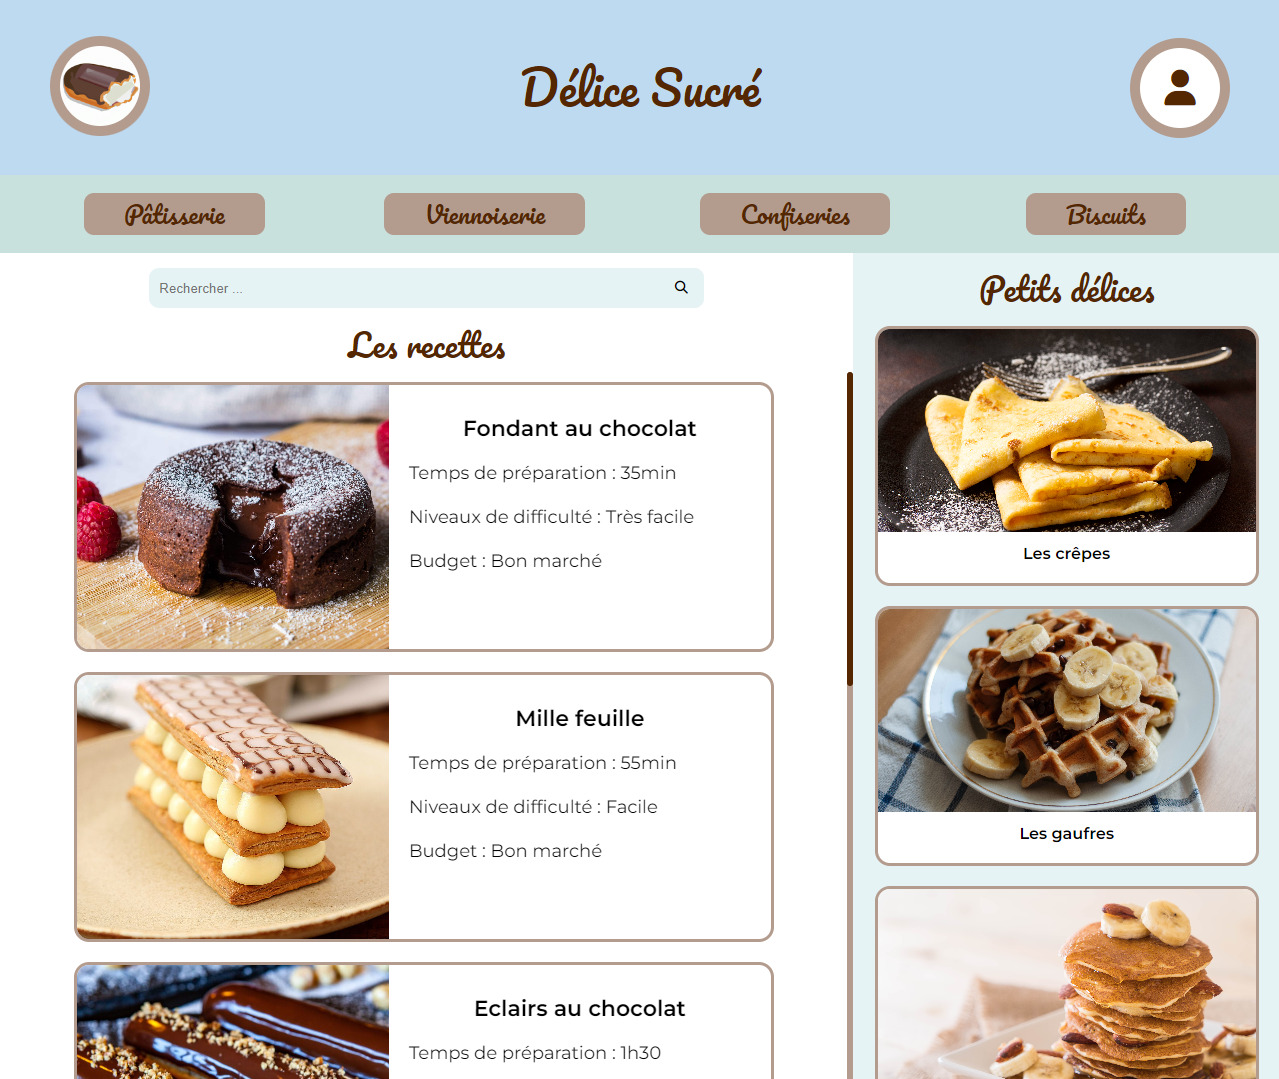 Délice Sucré
Pâtisserie
Viennoiserie
Confiseries
Biscuits
Rechercher ...
Les recettes
Fondant au chocolat
Temps de préparation : 35min
Niveaux de difficulté : Très facile
Budget : Bon marché
Mille feuille
Temps de préparation : 55min
Niveaux de difficulté : Facile
Budget : Bon marché
Eclairs au chocolat
Temps de préparation : 1h30
Petits délices
Les crêpes
Les gaufres